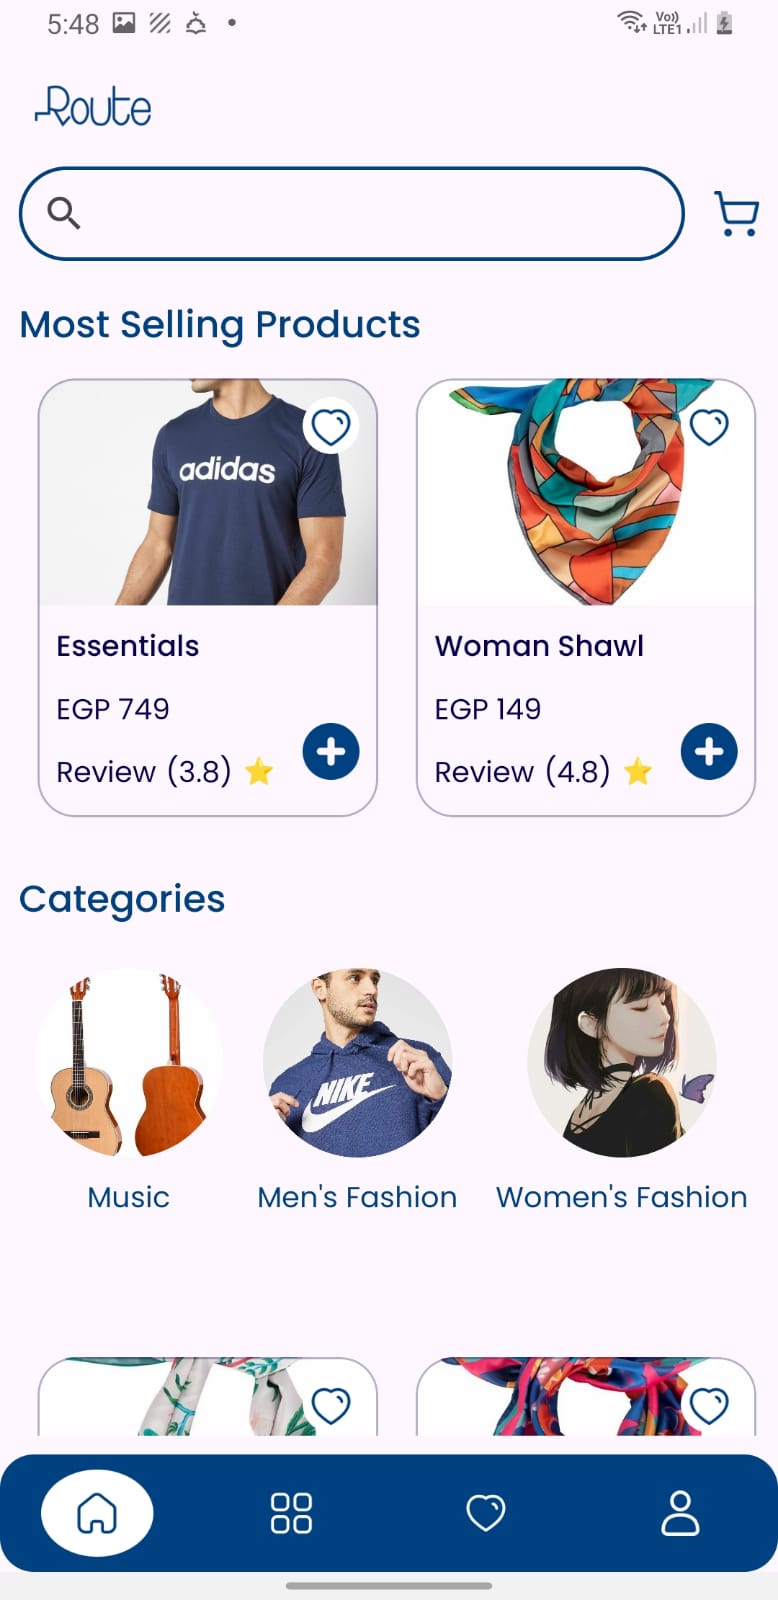 5:48
Vo))
LTE1
Route
Most Selling Products
adidas
Essentials
EGP 749
Review (3.8) ⭐
Woman Shawl
EGP 149
Review (4.8) ⭐
Categories
NIKE
Music
Men's Fashion
Women's Fashion